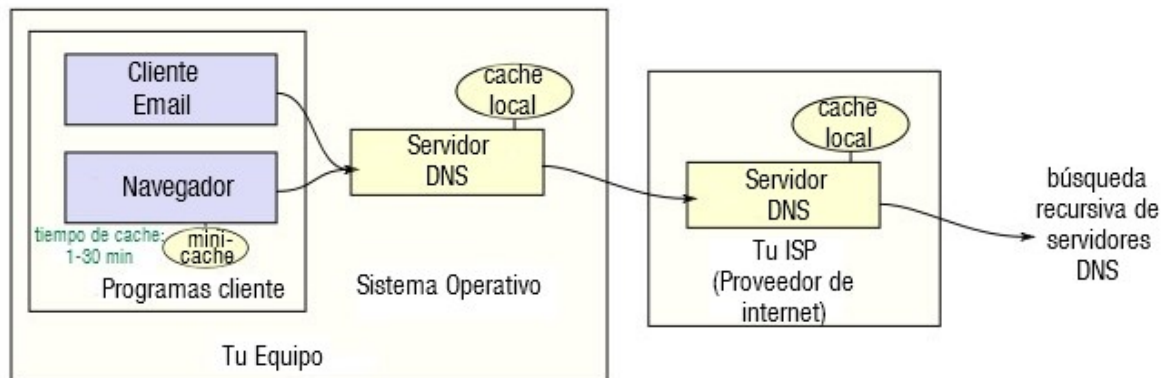 Cliente
Email
Navegador
tiempo de cache:
1-30 min
mini-
cache
Programas cliente
cache
local
Servidor
DNS
Sistema Operativo
Tu Equipo
cache
local
Servidor
DNS
Tu ISP
(Proveedor de
internet)
búsqueda
recursiva de
servidores
DNS